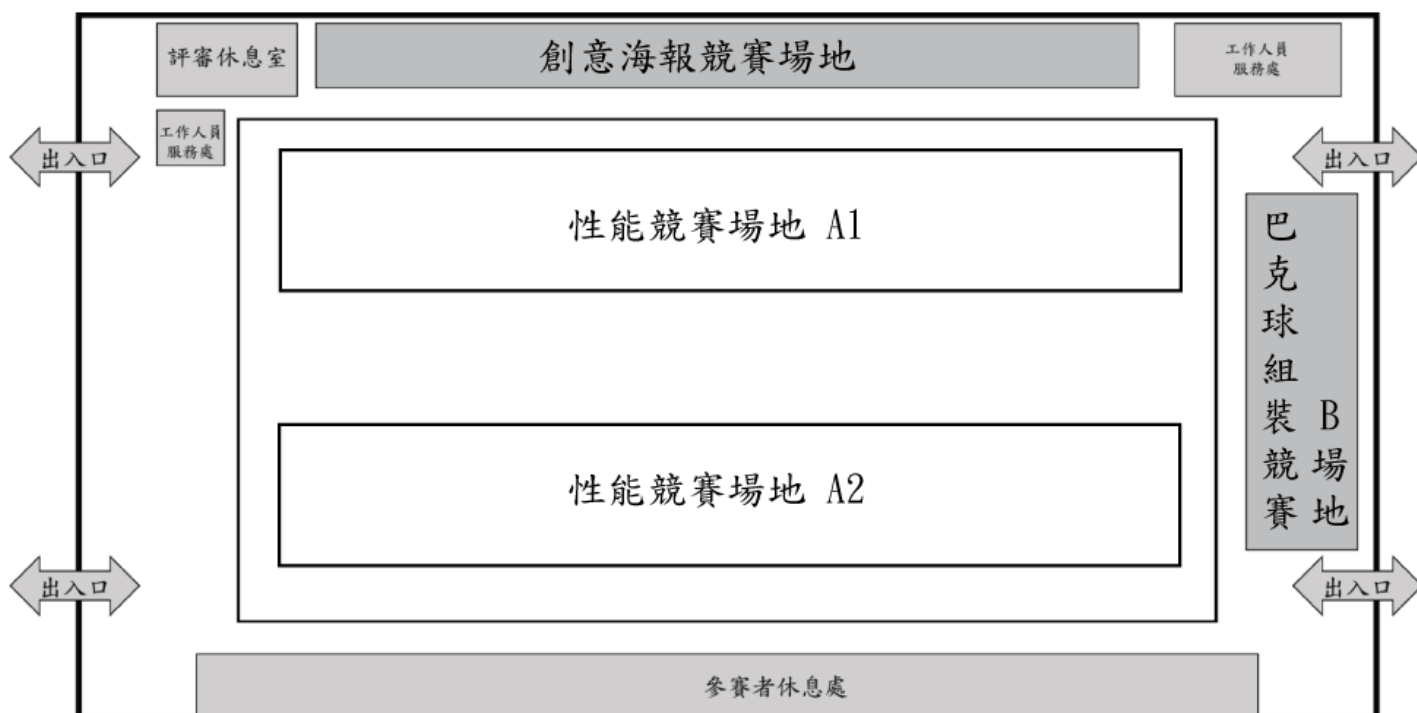 評審休息室
創意海報競賽場地
工作人員
服務處
工作人員
服務處
出入口
出入口
性能競賽場地 A1
巴克球組裝競賽
B場地
性能競賽場地 A2
出入口
出入口
參賽者休息處